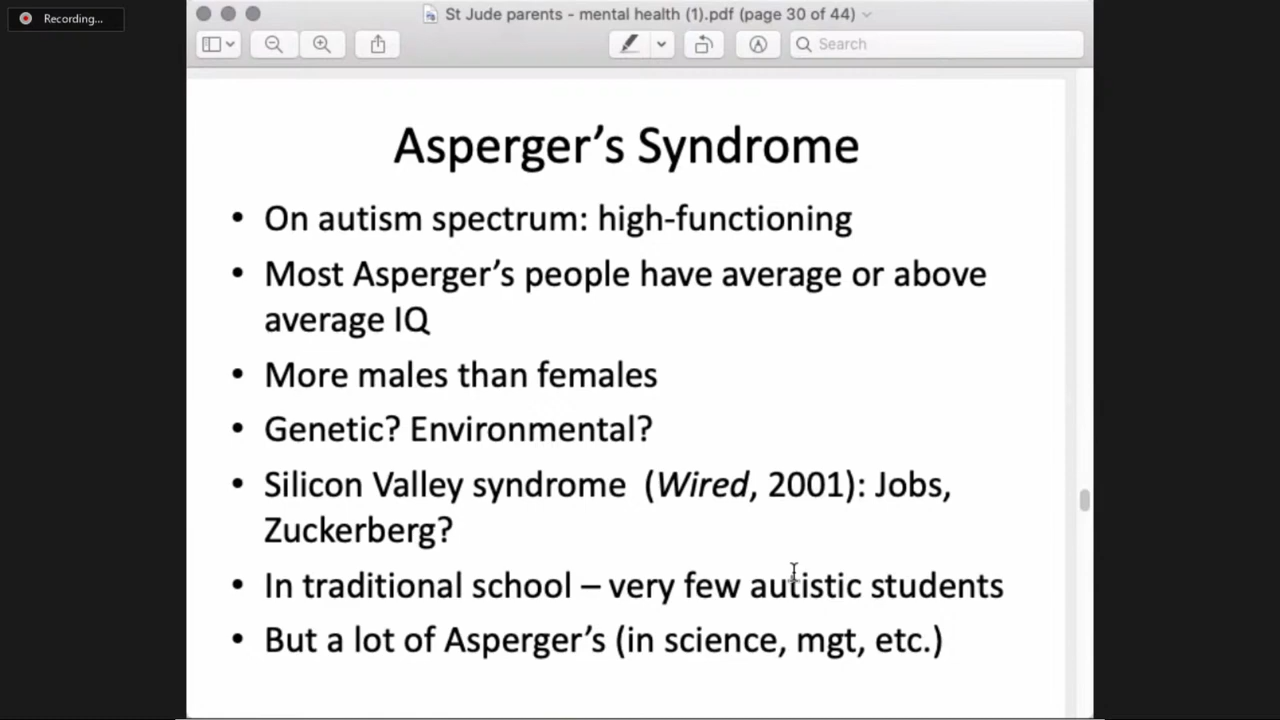 Recording...
St Jude parents - mental health (1).pdf (page 30 of 44)
Search
Asperger’s Syndrome
• On autism spectrum: high-functioning
• Most Asperger’s people have average or above
average IQ
• More males than females
• Genetic? Environmental?
• Silicon Valley syndrome (Wired, 2001): Jobs,
Zuckerberg?
• In traditional school – very few autistic students
• But a lot of Asperger’s (in science, mgt, etc.)